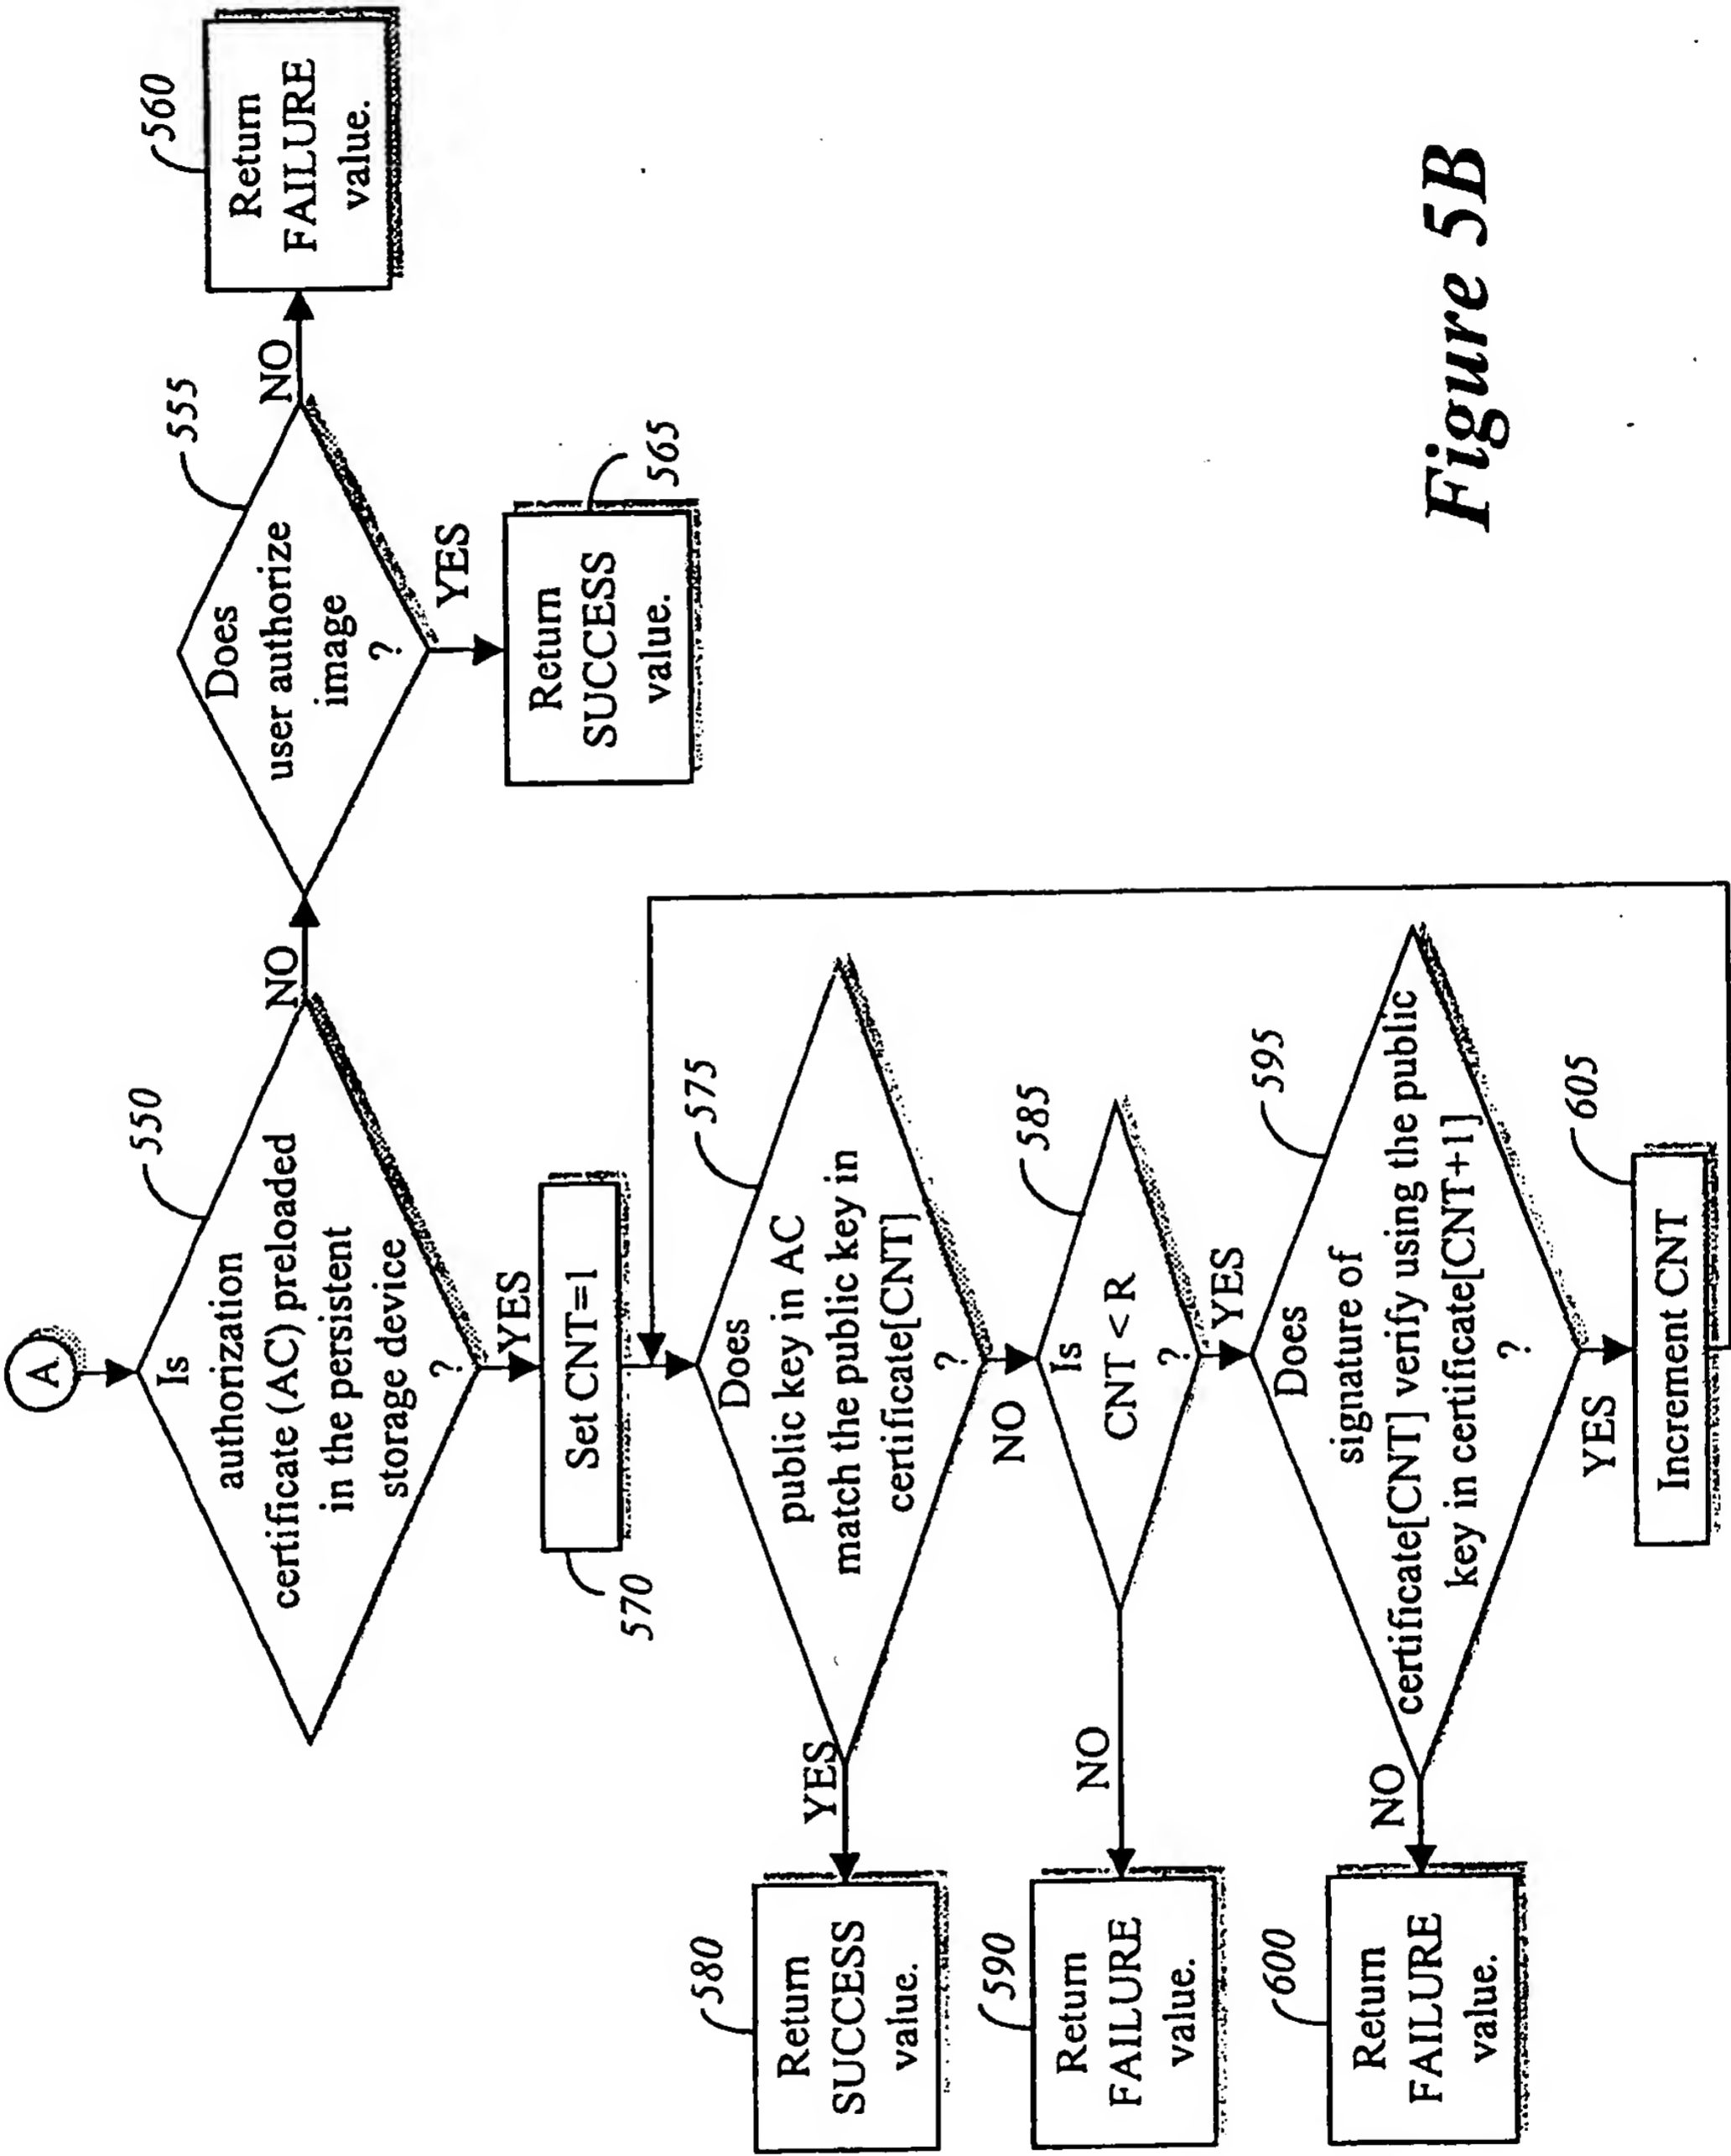 A
550
Is
authorization
certificate (AC) preloaded
in the persistent
storage device
?
NO
555
Does
user authorize
image
?
NO
560
Return
FAILURE
value.
YES
565
Return
SUCCESS
value.
YES
570
Set CNT=1
575
Does
public key in AC
match the public key in
certificate[CNT]
?
YES
580
Return
SUCCESS
value.
NO
585
Is
CNT < R
?
NO
590
Return
FAILURE
value.
YES
595
Does
signature of
certificate[CNT] verify using the public
key in certificate[CNT+1]
?
NO
600
Return
FAILURE
value.
YES
605
Increment CNT
Figure 5B